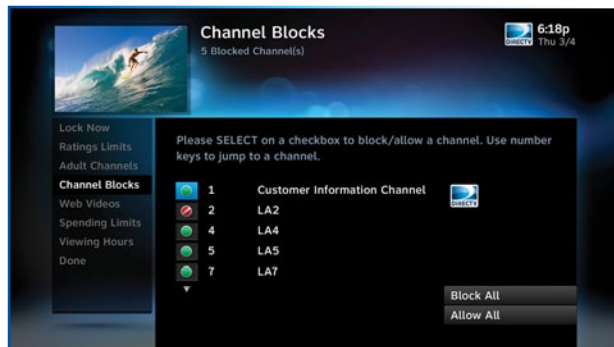 Channel Blocks
5 Blocked Channel(s)
DIRECTV
6:18p
Thu 3/4
Lock Now
Ratings Limits
Adult Channels
Channel Blocks
Web Videos
Spending Limits
Viewing Hours
Done
Please SELECT on a checkbox to block/allow a channel. Use number
keys to jump to a channel.
1 Customer Information Channel DIRECTV
2 LA2
4 LA4
5 LA5
7 LA7
Block All
Allow All